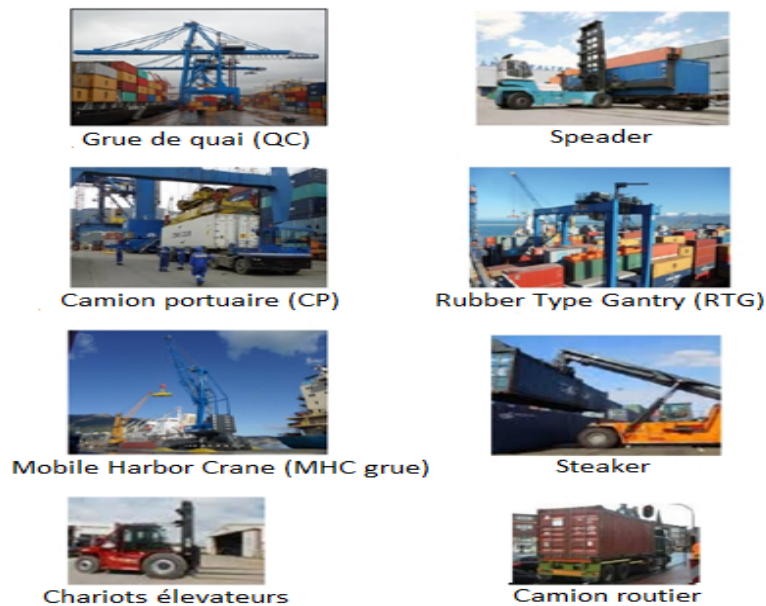 Grue de quai (QC)
Speader
Camion portuaire (CP)
Rubber Type Gantry (RTG)
Mobile Harbor Crane (MHC grue)
Steaker
Chariots élevateurs
Camion routier